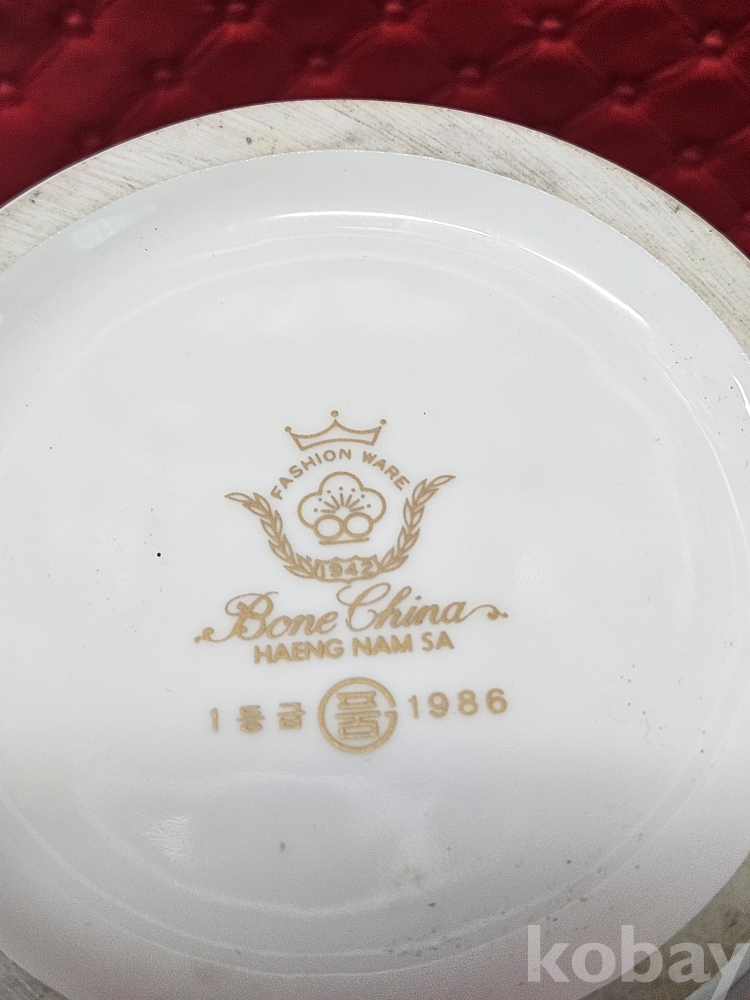 FASHION WARE
1942
Bone China
HAENG NAM SA
1등급 품 1986
kobay